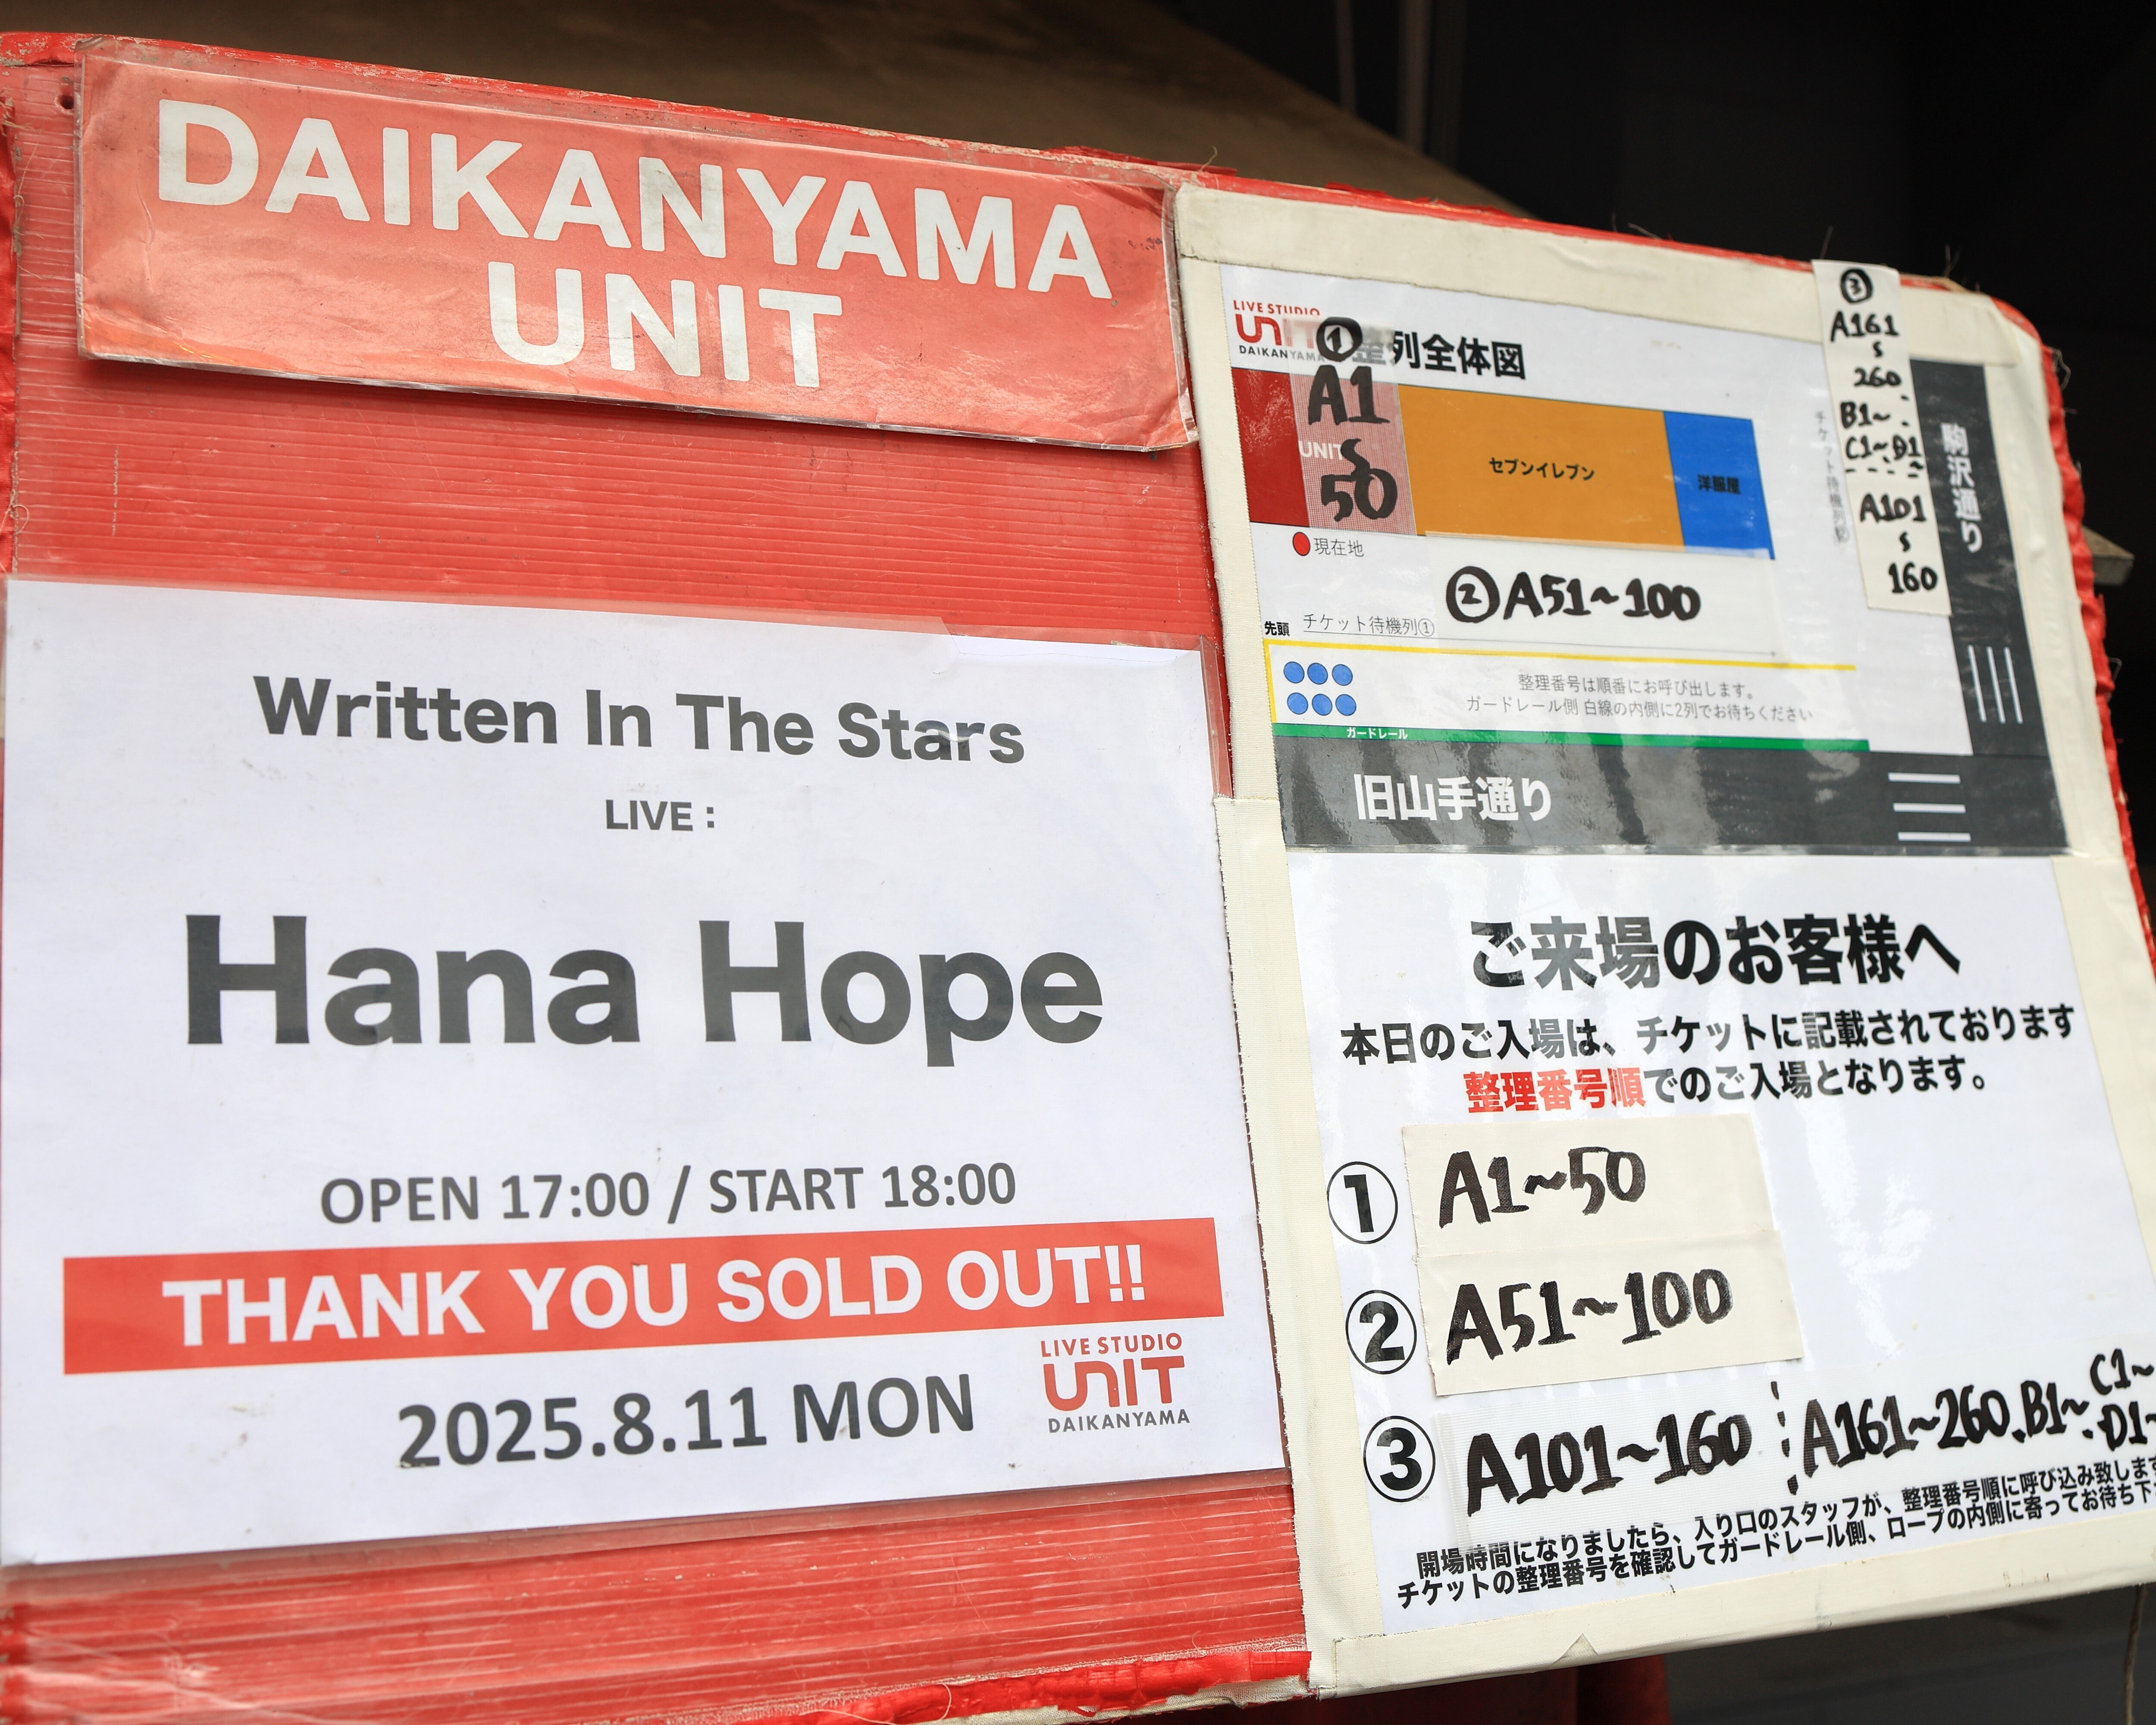 DAIKANYAMA
UNIT
Written In The Stars
LIVE :
Hana Hope
OPEN 17:00 / START 18:00
THANK YOU SOLD OUT!!
2025.8.11 MON
LIVE STUDIO
UNIT
DAIKANYAMA
LIVE STUDIO
UNIT
DAIKANYAMA
整列全体図
①
A1
~
50
UNIT
セブンイレブン
洋服屋
現在地
②A51~100
先頭
チケット待機列①
整理番号は順番にお呼び出します。
ガードレール側 白線の内側に2列でお待ちください
ガードレール
旧山手通り
③
A161
~
260
B1~
C1~D1
A101
~
160
チケット待機列②
駒沢通り
ご来場のお客様へ
本日のご入場は、チケットに記載されております
整理番号順でのご入場となります。
① A1~50
② A51~100
③ A101~160 A161~260.B1~.C1~D1~
開場時間になりましたら、入り口のスタッフが、整理番号順に呼び込み致します
チケットの整理番号を確認してガードレール側、ロープの内側に寄ってお待ち下